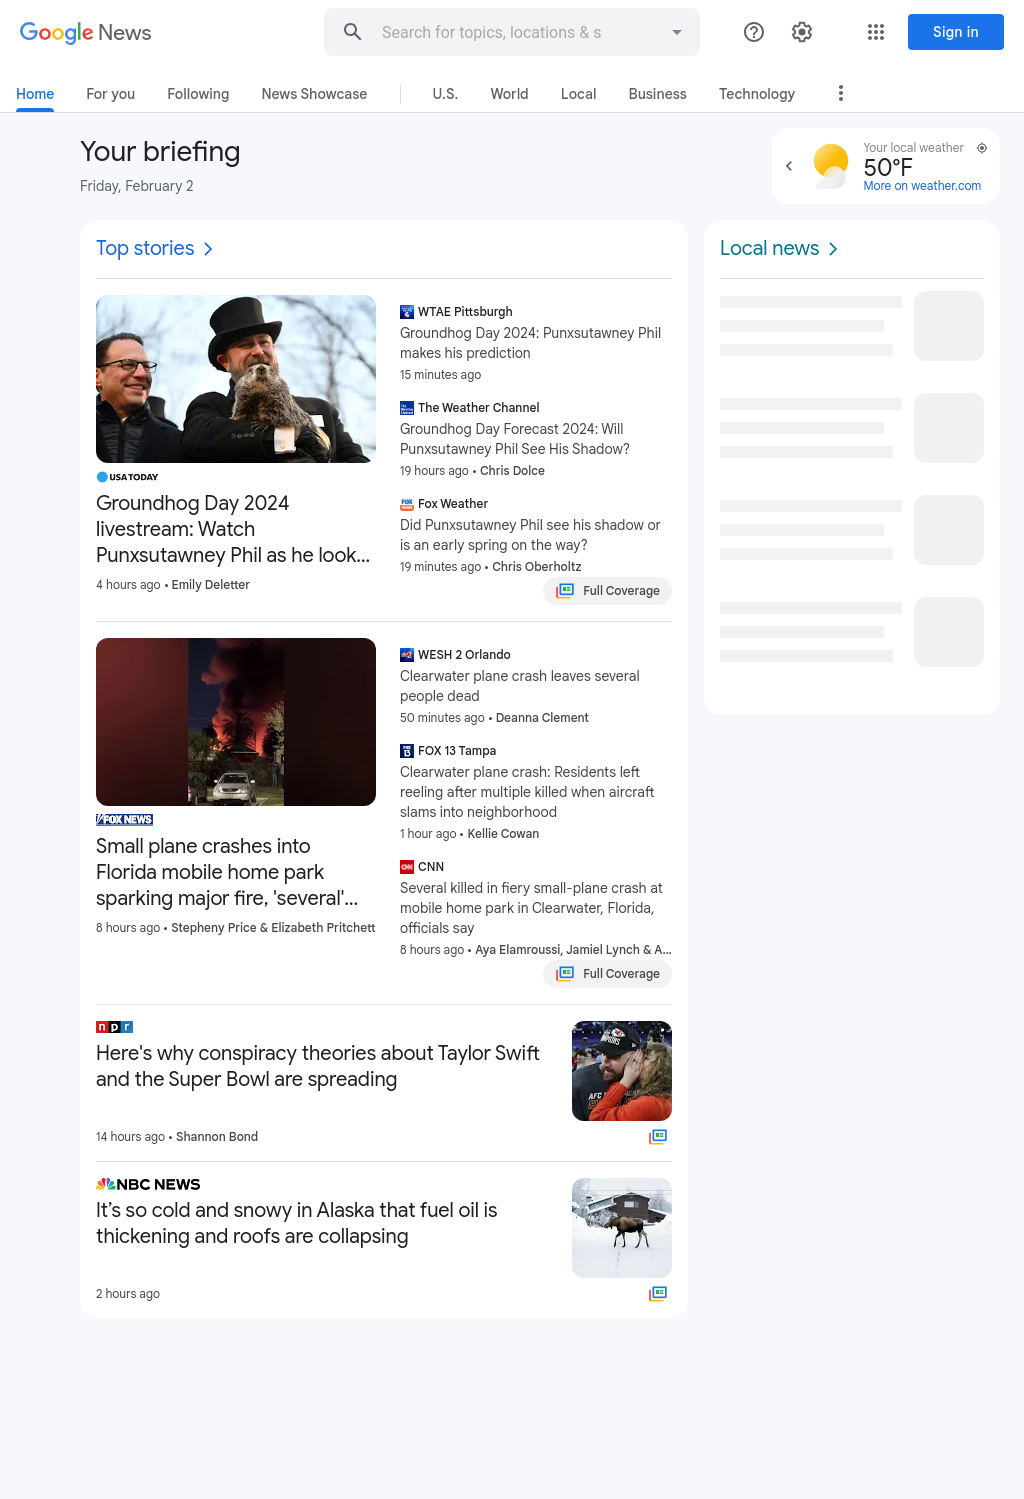 Google News
Search for topics, locations & s
Sign in
Home
For you
Following
News Showcase
U.S.
World
Local
Business
Technology
Your briefing
Friday, February 2
Your local weather
50°F
More on weather.com
Top stories
USA TODAY
Groundhog Day 2024
livestream: Watch
Punxsutawney Phil as he look...
4 hours ago • Emily Deletter
WTAE Pittsburgh
Groundhog Day 2024: Punxsutawney Phil
makes his prediction
15 minutes ago
The Weather Channel
Groundhog Day Forecast 2024: Will
Punxsutawney Phil See His Shadow?
19 hours ago • Chris Dolce
Fox Weather
Did Punxsutawney Phil see his shadow or
is an early spring on the way?
19 minutes ago • Chris Oberholtz
Full Coverage
FOX NEWS
Small plane crashes into
Florida mobile home park
sparking major fire, 'several'...
8 hours ago • Stepheny Price & Elizabeth Pritchett
WESH 2 Orlando
Clearwater plane crash leaves several
people dead
50 minutes ago • Deanna Clement
FOX 13 Tampa
Clearwater plane crash: Residents left
reeling after multiple killed when aircraft
slams into neighborhood
1 hour ago • Kellie Cowan
CNN
Several killed in fiery small-plane crash at
mobile home park in Clearwater, Florida,
officials say
8 hours ago • Aya Elamroussi, Jamiel Lynch & A...
Full Coverage
npr
Here's why conspiracy theories about Taylor Swift
and the Super Bowl are spreading
14 hours ago • Shannon Bond
NBC NEWS
It’s so cold and snowy in Alaska that fuel oil is
thickening and roofs are collapsing
2 hours ago
Local news